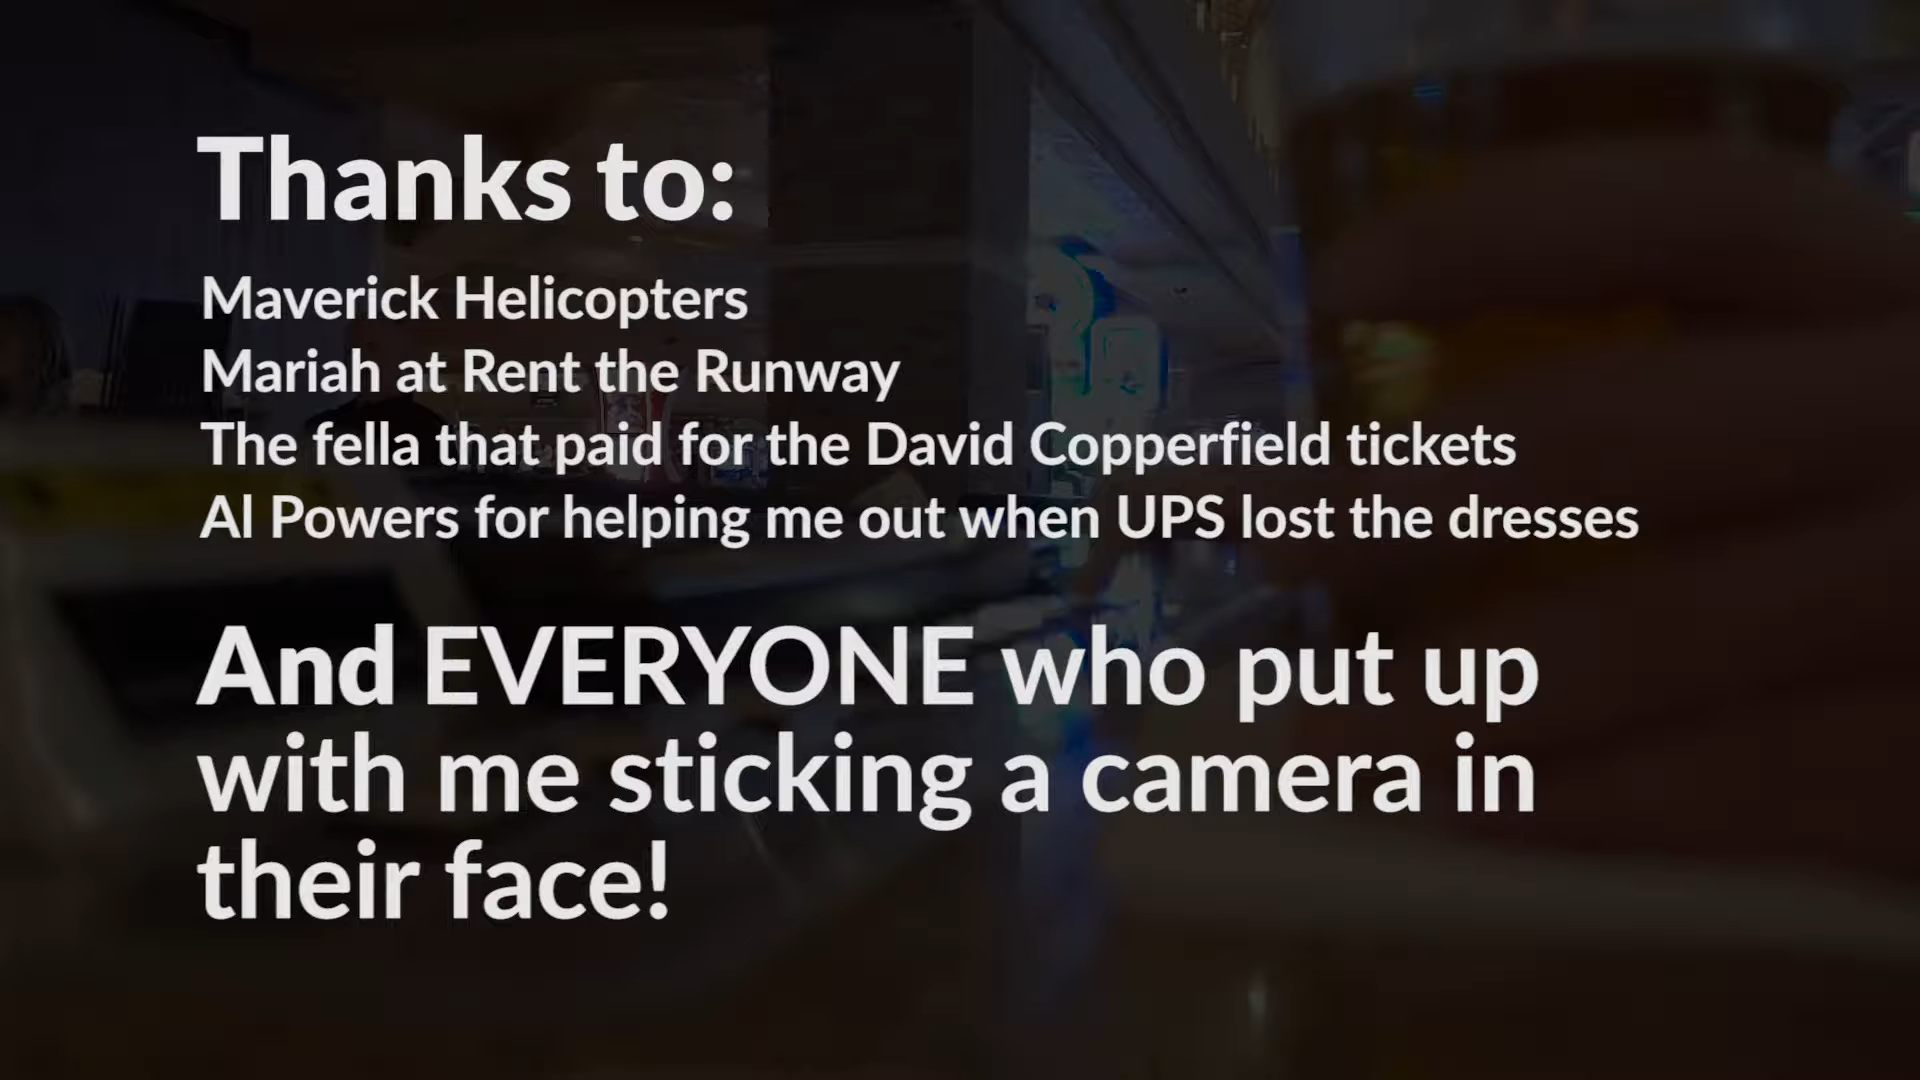 Thanks to:
Maverick Helicopters
Mariah at Rent the Runway
The fella that paid for the David Copperfield tickets
Al Powers for helping me out when UPS lost the dresses
And EVERYONE who put up
with me sticking a camera in
their face!